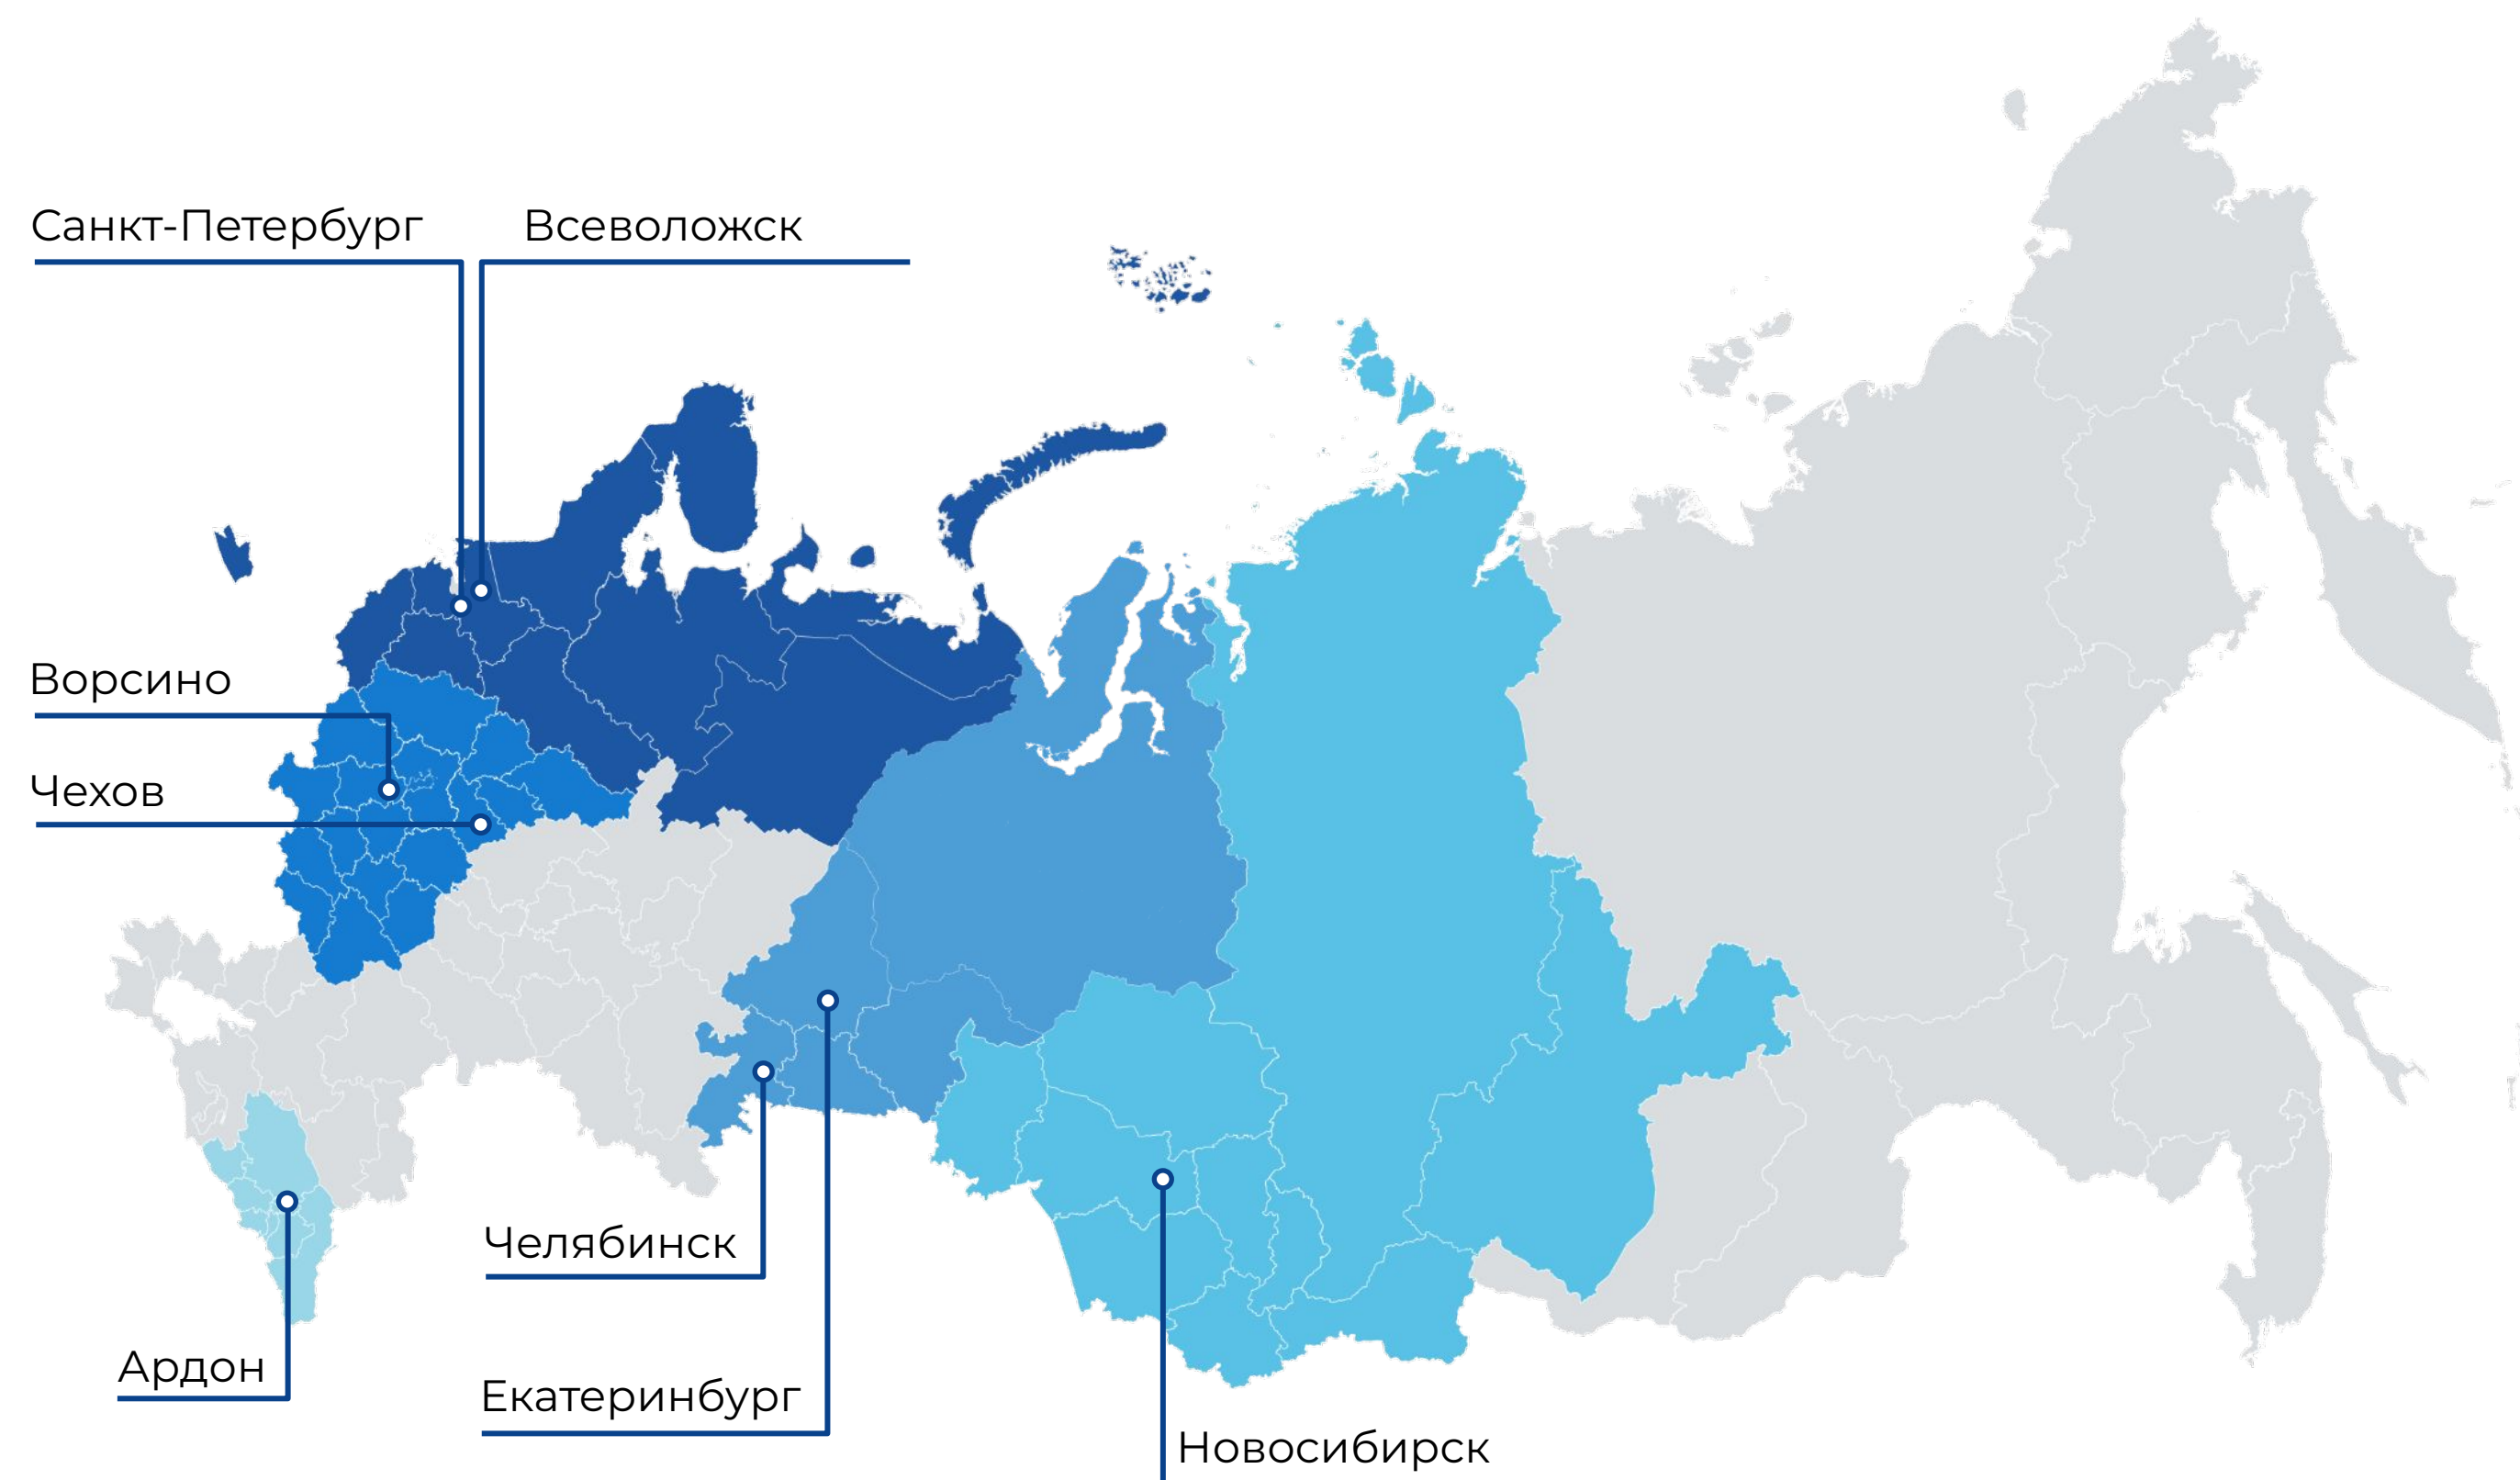 Санкт-Петербург
Всеволожск
Ворсино
Чехов
Челябинск
Ардон
Екатеринбург
Новосибирск